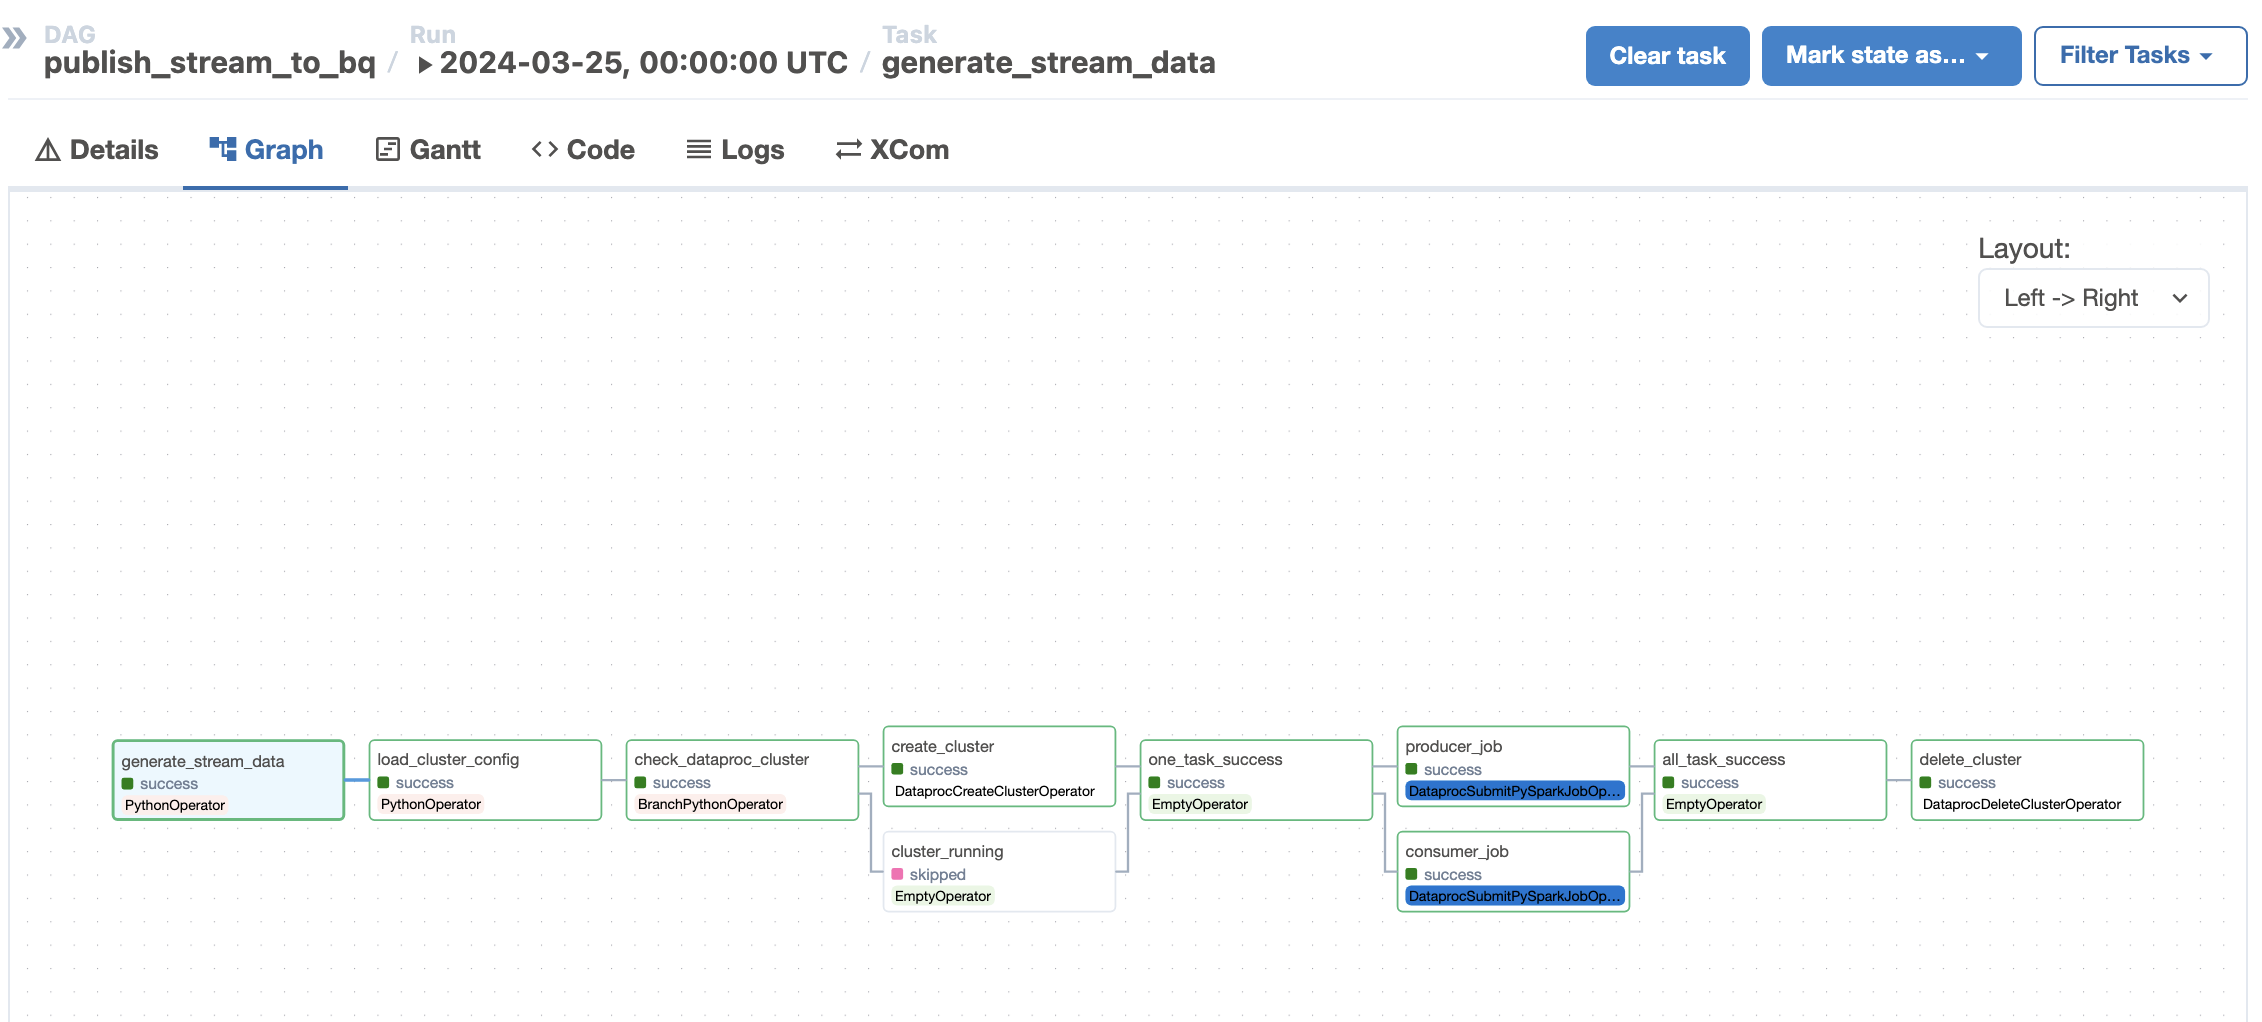 DAG
publish_stream_to_bq
/
Run
2024-03-25, 00:00:00 UTC
/
Task
generate_stream_data
Clear task
Mark state as...
Filter Tasks
Details
Graph
Gantt
Code
Logs
XCom
Layout:
Left -> Right
generate_stream_data
success
PythonOperator
load_cluster_config
success
PythonOperator
check_dataproc_cluster
success
BranchPythonOperator
create_cluster
success
DataprocCreateClusterOperator
cluster_running
skipped
EmptyOperator
one_task_success
success
EmptyOperator
producer_job
success
DataprocSubmitPySparkJobOp...
consumer_job
success
DataprocSubmitPySparkJobOp...
all_task_success
success
EmptyOperator
delete_cluster
success
DataprocDeleteClusterOperator